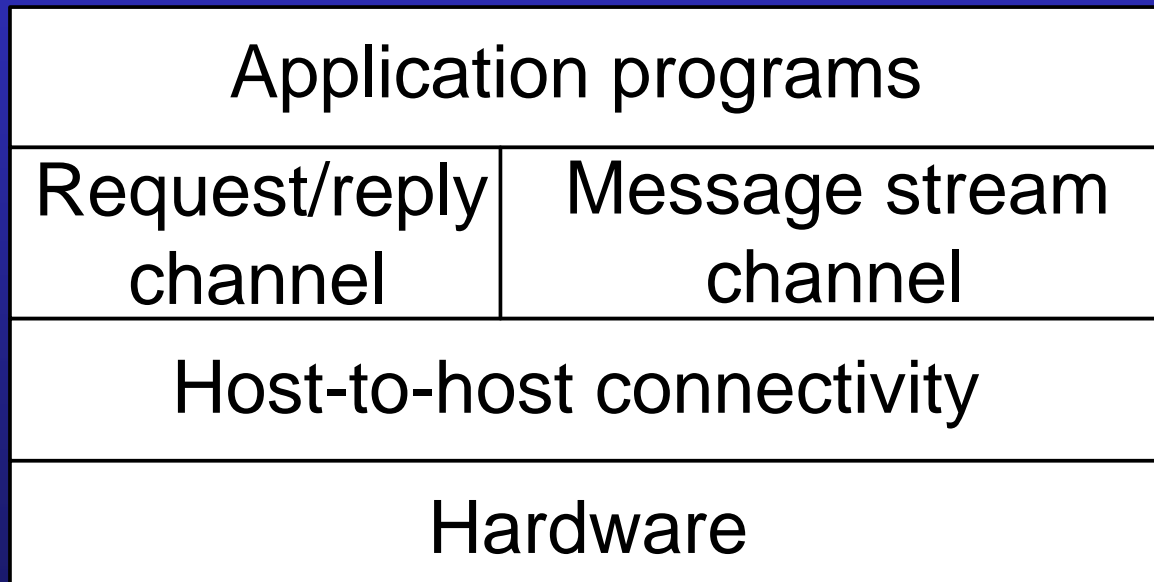 Application programs
Request/reply
channel
Message stream
channel
Host-to-host connectivity
Hardware